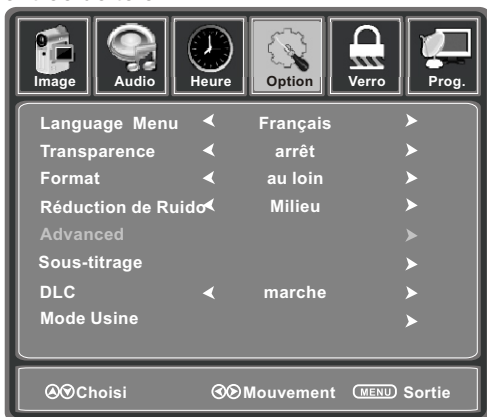 Image Audio Heure Option Verro Prog.
Language Menu Français
Transparence arrêt
Format au loin
Réduction de Ruido Milieu
Advanced
Sous-titrage
DLC marche
Mode Usine
Choisi Mouvement MENU Sortie